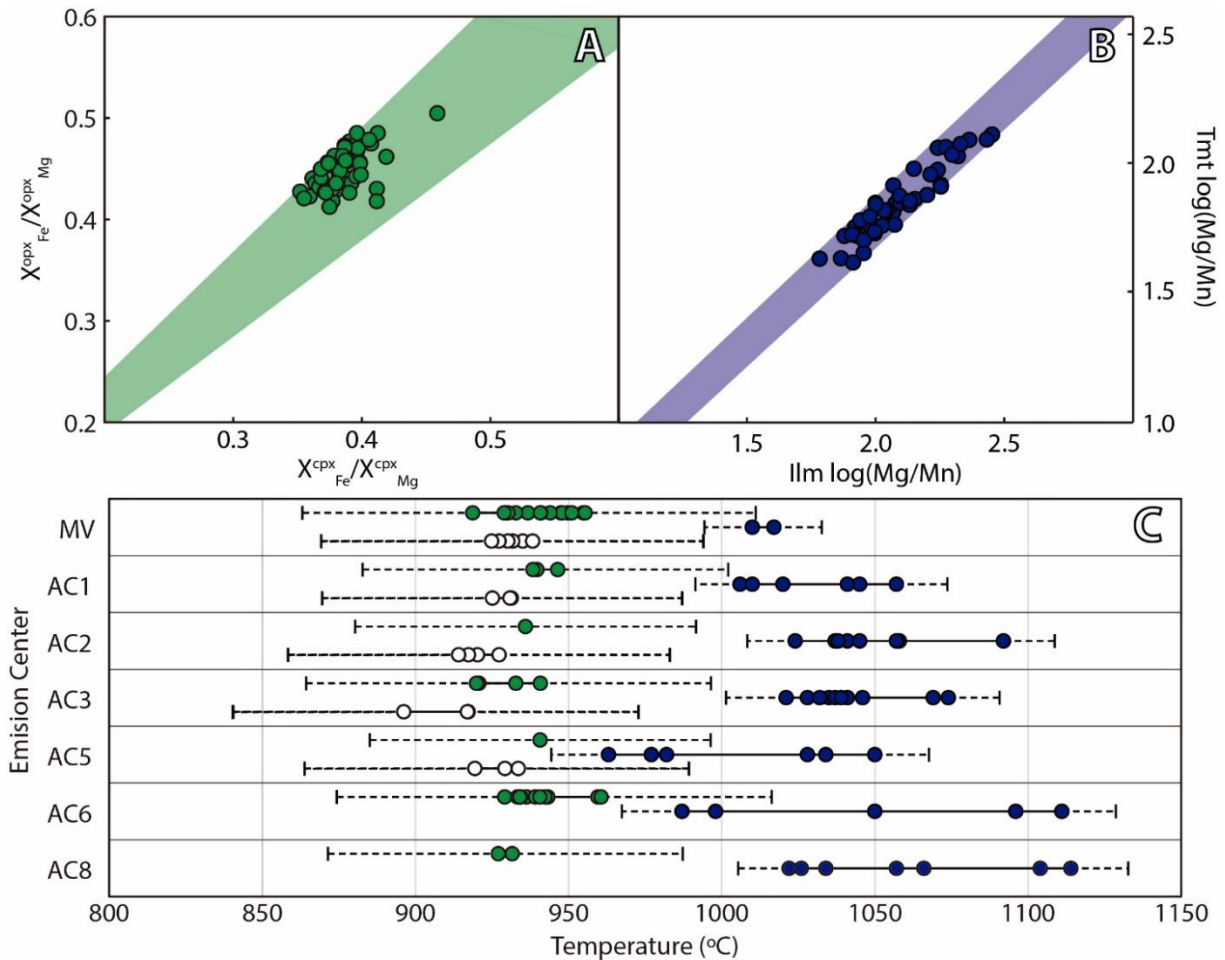 0.6
0.5
0.4
0.3
0.2
X^opx_Fe/X^opx_Mg
A
0.3 0.4 0.5
X^cpx_Fe/X^cpx_Mg
B
2.5
2.0
1.5
1.0
Tmt log(Mg/Mn)
1.5 2.0 2.5
Ilm log(Mg/Mn)
C
Emision Center
MV
AC1
AC2
AC3
AC5
AC6
AC8
800 850 900 950 1000 1050 1100 1150
Temperature (ºC)